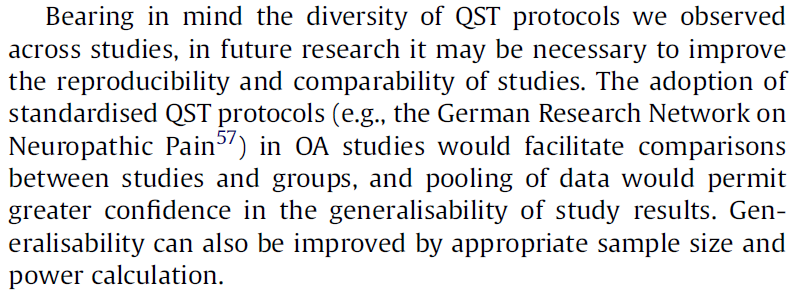 Bearing in mind the diversity of QST protocols we observed
across studies, in future research it may be necessary to improve
the reproducibility and comparability of studies. The adoption of
standardised QST protocols (e.g., the German Research Network on
Neuropathic Pain57) in OA studies would facilitate comparisons
between studies and groups, and pooling of data would permit
greater confidence in the generalisability of study results. Gen-
eralisability can also be improved by appropriate sample size and
power calculation.